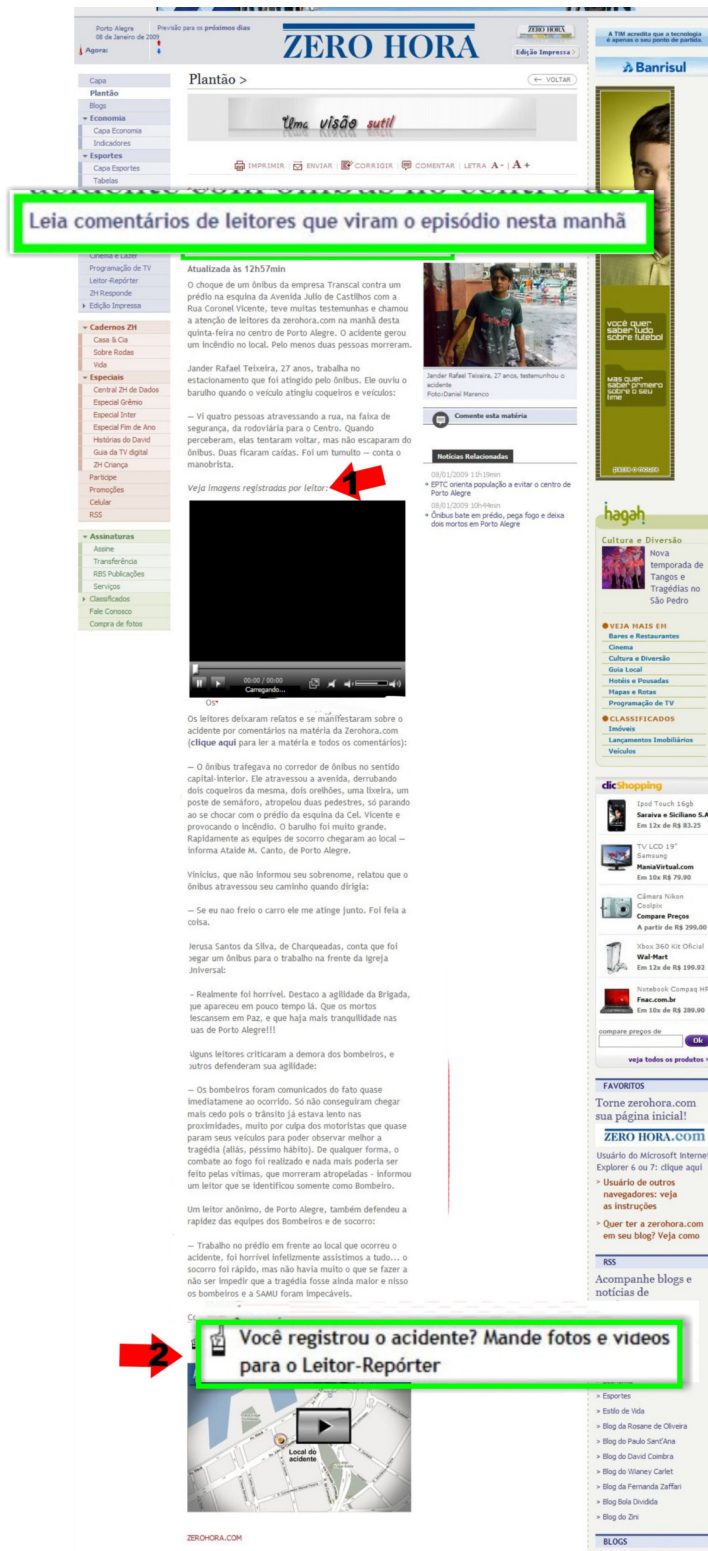 Porto Alegre
08 de Janeiro de 2009
Agora:
Previsão para os próximos dias
ZERO HORA
ZERO HORA
Edição Impressa
A TIM acredita que a tecnologia
é apenas o seu ponto de partida.
Banrisul
Capa
Plantão
Blogs
Economia
Capa Economia
Indicadores
Esportes
Capa Esportes
Tabelas
Plantão >
← VOLTAR
Uma visão sutil
IMPRIMIR | ENVIAR | CORRIGIR | COMENTAR | LETRA A - | A +
Leia comentários de leitores que viram o episódio nesta manhã
Cinema e Lazer
Programação de TV
Leitor-Repórter
ZH Responde
Edição Impressa
Cadernos ZH
Casa & Cia
Sobre Rodas
Vida
Especiais
Central ZH de Dados
Especial Grêmio
Especial Inter
Especial Fim de Ano
Histórias do David
Guia da TV digital
ZH Criança
Participe
Promoções
Celular
RSS
Assinaturas
Assine
Transferência
RBS Publicações
Serviços
Classificados
Fale Conosco
Compra de fotos
Atualizada às 12h57min
O choque de um ônibus da empresa Transcal contra um
prédio na esquina da Avenida Julio de Castilhos com a
Rua Coronel Vicente, teve muitas testemunhas e chamou
a atenção de leitores da zerohora.com na manhã desta
quinta-feira no centro de Porto Alegre. O acidente gerou
um incêndio no local. Pelo menos duas pessoas morreram.
Jander Rafael Teixeira, 27 anos, trabalha no
estacionamento que foi atingido pelo ônibus. Ele ouviu o
barulho quando o veículo atingiu coqueiros e veículos:
— Vi quatro pessoas atravessando a rua, na faixa de
segurança, da rodoviária para o Centro. Quando
perceberam, elas tentaram voltar, mas não escaparam do
ônibus. Duas ficaram caídas. Foi um tumulto — conta o
manobrista.
Veja imagens registradas por leitor:
1
00:00 / 00:00
Carregando...
Os
Os leitores deixaram relatos e se manifestaram sobre o
acidente por comentários na matéria da Zerohora.com
(clique aqui para ler a matéria e todos os comentários):
— O ônibus trafegava no corredor de ônibus no sentido
capital-interior. Ele atravessou a avenida, derrubando
dois coqueiros da mesma, dois orelhões, uma lixeira, um
poste de semáforo, atropelou duas pedestres, só parando
ao se chocar com o prédio da esquina da Cel. Vicente e
provocando o incêndio. O barulho foi muito grande.
Rapidamente as equipes de socorro chegaram ao local —
informa Ataide M. Canto, de Porto Alegre.
Vinicius, que não informou seu sobrenome, relatou que o
ônibus atravessou seu caminho quando dirigia:
— Se eu nao freio o carro ele me atinge junto. Foi feia a
coisa.
Jerusa Santos da Silva, de Charqueadas, conta que foi
pegar um ônibus para o trabalho na frente da Igreja
Universal:
– Realmente foi horrível. Destaco a agilidade da Brigada,
que apareceu em pouco tempo lá. Que os mortos
descansem em Paz, e que haja mais tranquilidade nas
ruas de Porto Alegre!!!
Alguns leitores criticaram a demora dos bombeiros, e
outros defenderam sua agilidade:
— Os bombeiros foram comunicados do fato quase
imediatamene ao ocorrido. Só não conseguiram chegar
mais cedo pois o trânsito já estava lento nas
proximidades, muito por culpa dos motoristas que quase
param seus veículos para poder observar melhor a
tragédia (aliás, péssimo hábito). De qualquer forma, o
combate ao fogo foi realizado e nada mais poderia ser
feito pelas vítimas, que morreram atropeladas - informou
um leitor que se identificou somente como Bombeiro.
Um leitor anônimo, de Porto Alegre, também defendeu a
rapidez das equipes dos Bombeiros e de socorro:
— Trabalho no prédio em frente ao local que ocorreu o
acidente, foi horrível infelizmente assistimos a tudo... o
socorro foi rápido, mas não havia muito o que se fazer a
não ser impedir que a tragédia fosse ainda maior e nisso
os bombeiros e a SAMU foram impecáveis.
2
Você registrou o acidente? Mande fotos e vídeos
para o Leitor-Repórter
Local do
acidente
ZEROHORA.COM
Jander Rafael Teixeira, 27 anos, testemunhou o
acidente
Foto:Daniel Marenco
Comente esta matéria
Notícias Relacionadas
08/01/2009 11h19min
EPTC orienta população a evitar o centro de
Porto Alegre
08/01/2009 10h44min
Ônibus bate em prédio, pega fogo e deixa
dois mortos em Porto Alegre
você quer
saber tudo
sobre futebol
mas quer
saber primeiro
sobre o seu
time
passe o mouse
hagah
Cultura e Diversão
Nova
temporada de
Tangos e
Tragédias no
São Pedro
VEJA MAIS EM
Bares e Restaurantes
Cinema
Cultura e Diversão
Guia Local
Hotéis e Pousadas
Mapas e Rotas
Programação de TV
CLASSIFICADOS
Imóveis
Lançamentos Imobiliários
Veículos
clicShopping
Ipod Touch 16gb
Saraiva e Siciliano S.A
Em 12x de R$ 83.25
TV LCD 19"
Samsung
ManiaVirtual.com
Em 10x R$ 79.90
Câmera Nikon
Coolpix
Compare Preços
A partir de R$ 299.00
Xbox 360 Kit Oficial
Wal-Mart
Em 12x de R$ 199.92
Notebook Compaq HP
Fnac.com.br
Em 10x de R$ 289.90
compare preços de
Ok
veja todos os produtos
FAVORITOS
Torne zerohora.com
sua página inicial!
ZERO HORA.com
Usuário do Microsoft Internet
Explorer 6 ou 7: clique aqui
> Usuário de outros
navegadores: veja
as instruções
> Quer ter a zerohora.com
em seu blog? Veja como
RSS
Acompanhe blogs e
notícias de
» Esportes
» Estilo de Vida
» Blog da Rosane de Oliveira
» Blog do Paulo Sant'Ana
» Blog do David Coimbra
» Blog do Wianey Carlet
» Blog da Fernanda Zaffari
» Blog Bola Dividida
» Blog do Zini
BLOGS